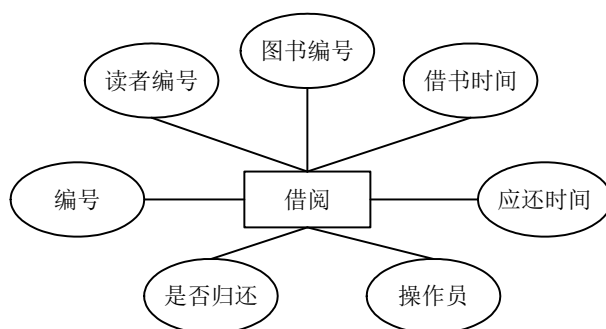 图书编号
读者编号
借书时间
编号
借阅
应还时间
是否归还
操作员